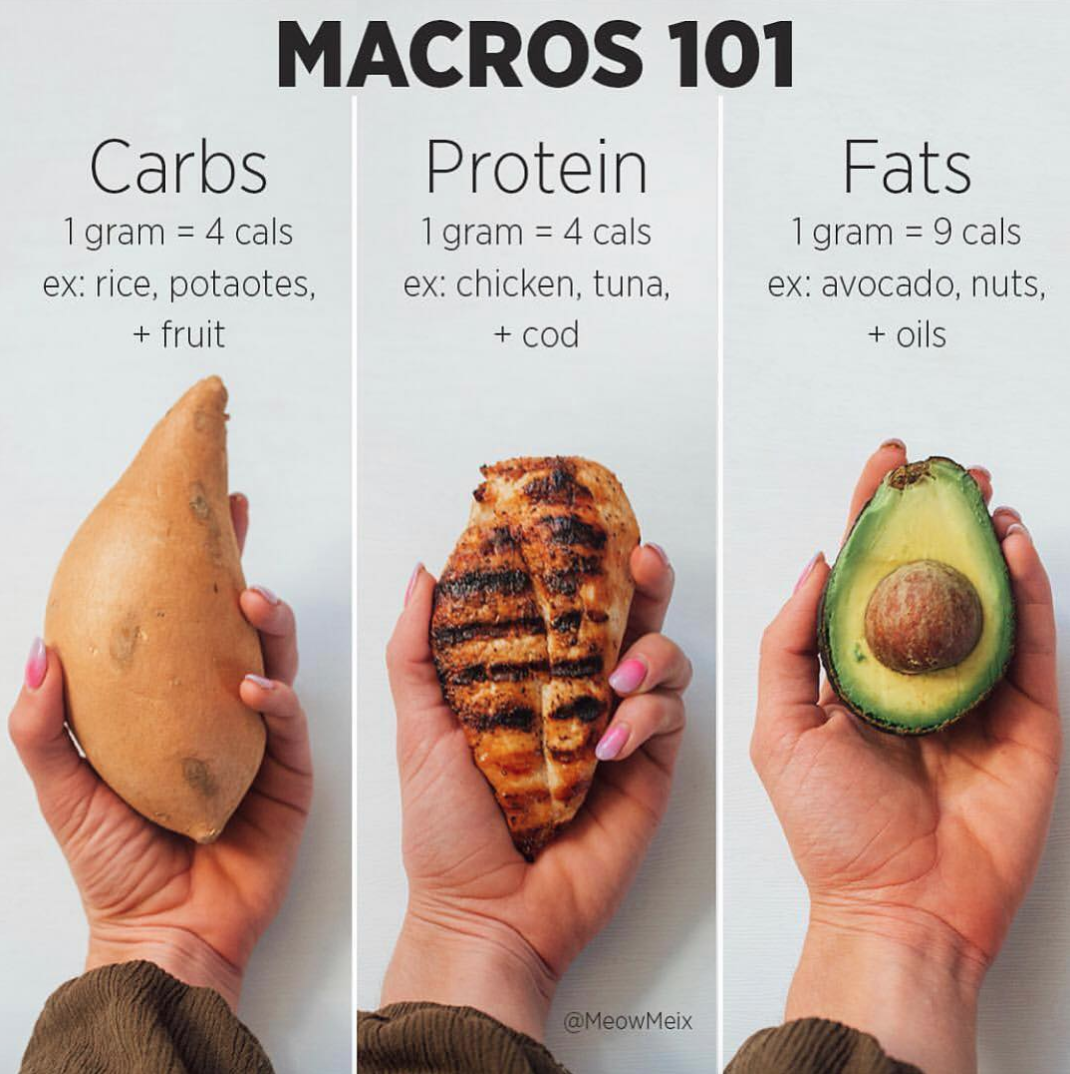 MACROS 101
Carbs
1 gram = 4 cals
ex: rice, potaotes,
+ fruit
Protein
1 gram = 4 cals
ex: chicken, tuna,
+ cod
Fats
1 gram = 9 cals
ex: avocado, nuts,
+ oils
@MeowMeix